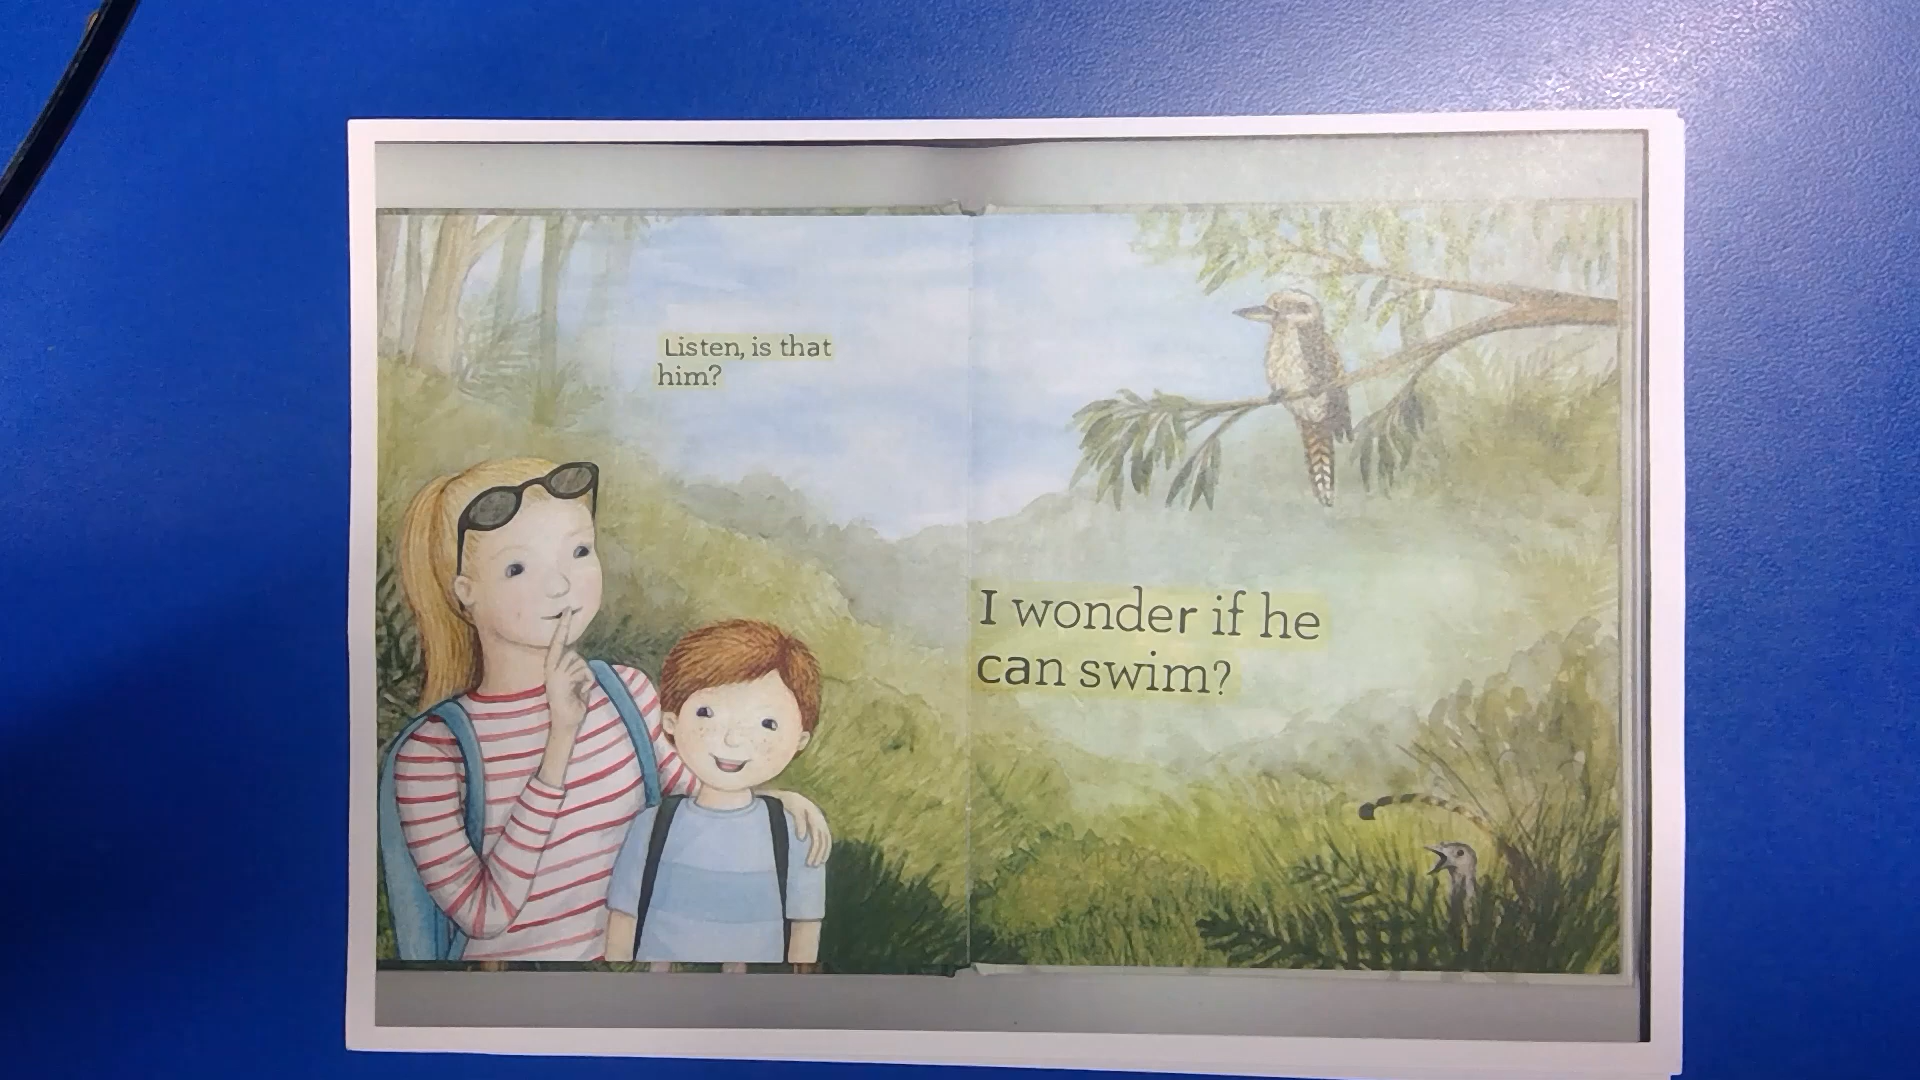 Listen, is that
him?
I wonder if he
can swim?